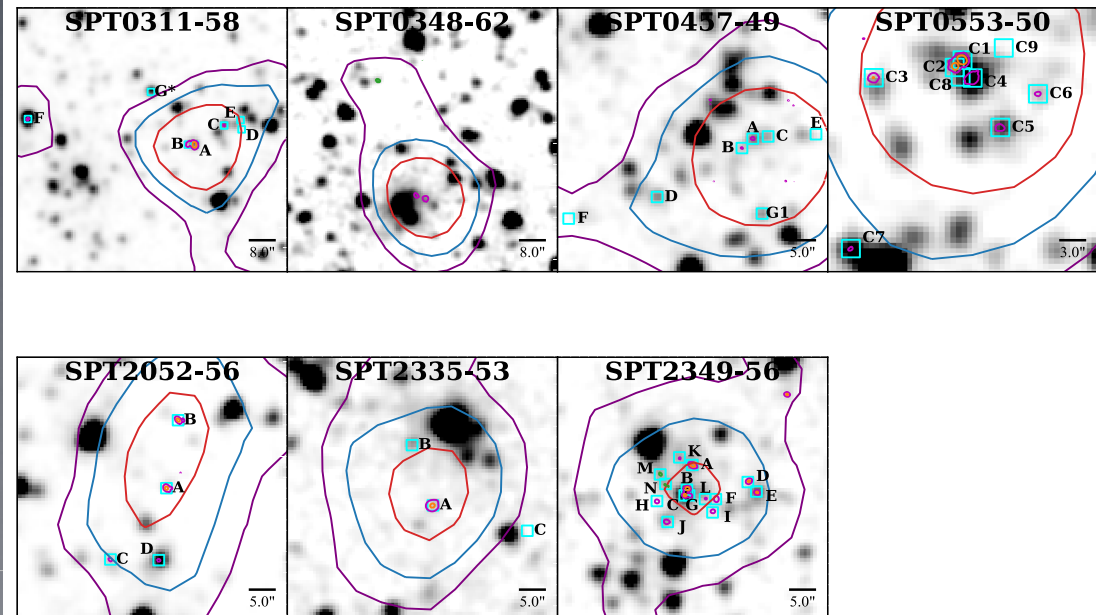 SPT0311-58
F
G*
E
C
D
B
A
8.0"
SPT0348-62
8.0"
SPT0457-49
A
C
E
B
D
F
G1
5.0"
SPT0553-50
C1
C9
C2
C3
C8
C4
C6
C5
C7
3.0"
SPT2052-56
B
A
D
C
5.0"
SPT2335-53
B
A
C
5.0"
SPT2349-56
K
A
M
D
N
B
L
E
H
C
G
F
I
J
5.0"